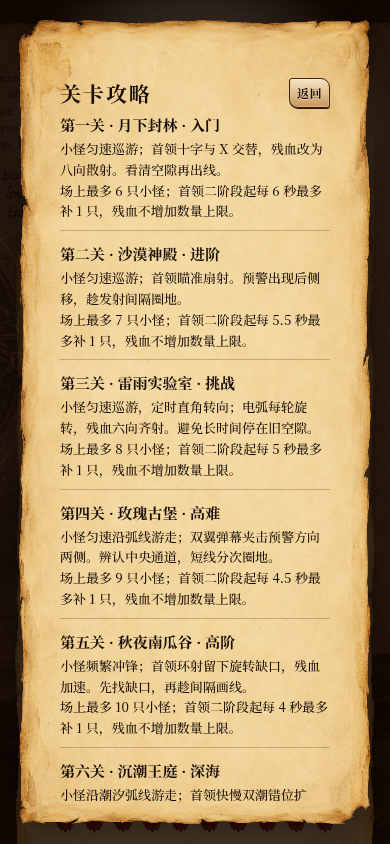 关卡攻略
返回
第一关 · 月下封林 · 入门
小怪匀速巡游；首领十字与 X 交替，残血改为
八向散射。看清空隙再出线。
场上最多 6 只小怪；首领二阶段起每 6 秒最多
补 1 只，残血不增加数量上限。
第二关 · 沙漠神殿 · 进阶
小怪匀速巡游；首领瞄准扇射。预警出现后侧
移，趁发射间隔圈地。
场上最多 7 只小怪；首领二阶段起每 5.5 秒最
多补 1 只，残血不增加数量上限。
第三关 · 雷雨实验室 · 挑战
小怪匀速巡游，定时直角转向；电弧每轮旋
转，残血六向齐射。避免长时间停在旧空隙。
场上最多 8 只小怪；首领二阶段起每 5 秒最多
补 1 只，残血不增加数量上限。
第四关 · 玫瑰古堡 · 高难
小怪匀速沿弧线游走；双翼弹幕夹击预警方向
两侧。辨认中央通道，短线分次圈地。
场上最多 9 只小怪；首领二阶段起每 4.5 秒最
多补 1 只，残血不增加数量上限。
第五关 · 秋夜南瓜谷 · 高阶
小怪频繁冲锋；首领环射留下旋转缺口，残血
加速。先找缺口，再趁间隔画线。
场上最多 10 只小怪；首领二阶段起每 4 秒最多
补 1 只，残血不增加数量上限。
第六关 · 沉潮王庭 · 深海
小怪沿潮汐弧线游走；首领快慢双潮错位扩